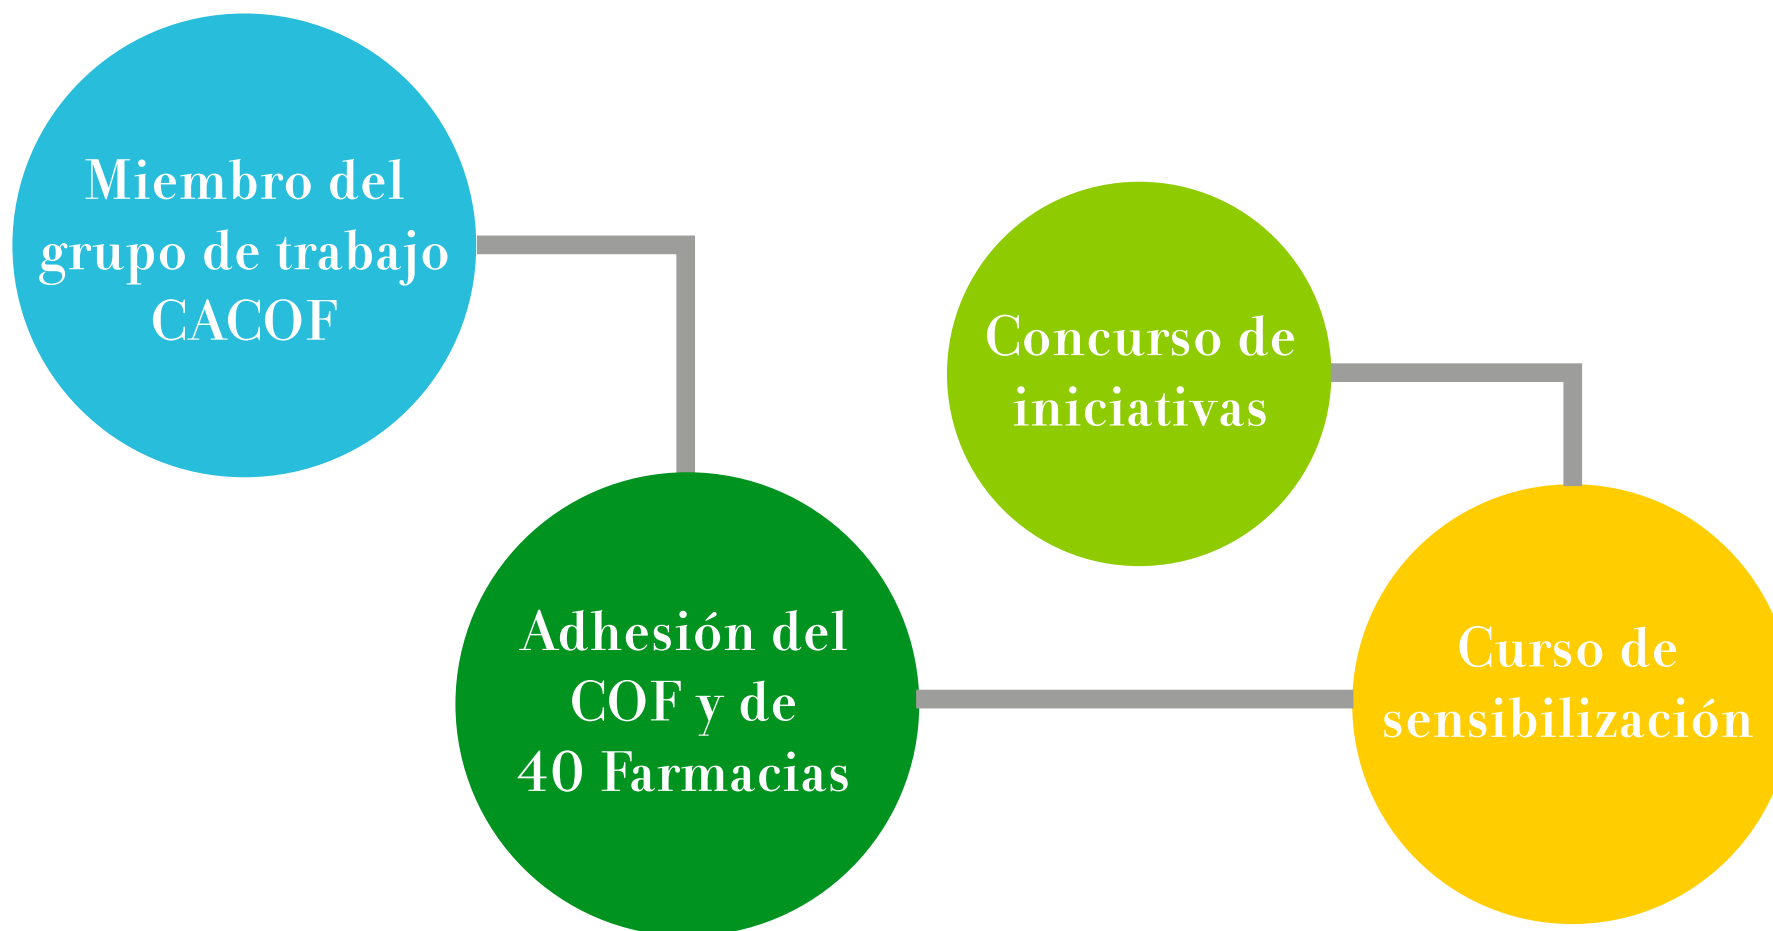 Miembro del
grupo de trabajo
CACOF
Adhesión del
COF y de
40 Farmacias
Concurso de
iniciativas
Curso de
sensibilización